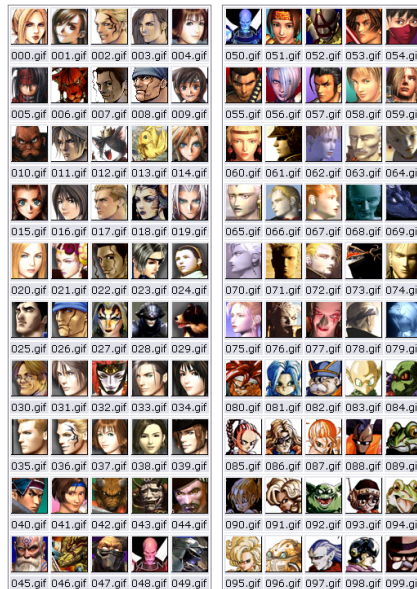 000.gif 001.gif 002.gif 003.gif 004.gif
005.gif 006.gif 007.gif 008.gif 009.gif
010.gif 011.gif 012.gif 013.gif 014.gif
015.gif 016.gif 017.gif 018.gif 019.gif
020.gif 021.gif 022.gif 023.gif 024.gif
025.gif 026.gif 027.gif 028.gif 029.gif
030.gif 031.gif 032.gif 033.gif 034.gif
035.gif 036.gif 037.gif 038.gif 039.gif
040.gif 041.gif 042.gif 043.gif 044.gif
045.gif 046.gif 047.gif 048.gif 049.gif
050.gif 051.gif 052.gif 053.gif 054.gif
055.gif 056.gif 057.gif 058.gif 059.gif
060.gif 061.gif 062.gif 063.gif 064.gif
065.gif 066.gif 067.gif 068.gif 069.gif
070.gif 071.gif 072.gif 073.gif 074.gif
075.gif 076.gif 077.gif 078.gif 079.gif
080.gif 081.gif 082.gif 083.gif 084.gif
085.gif 086.gif 087.gif 088.gif 089.gif
090.gif 091.gif 092.gif 093.gif 094.gif
095.gif 096.gif 097.gif 098.gif 099.gif